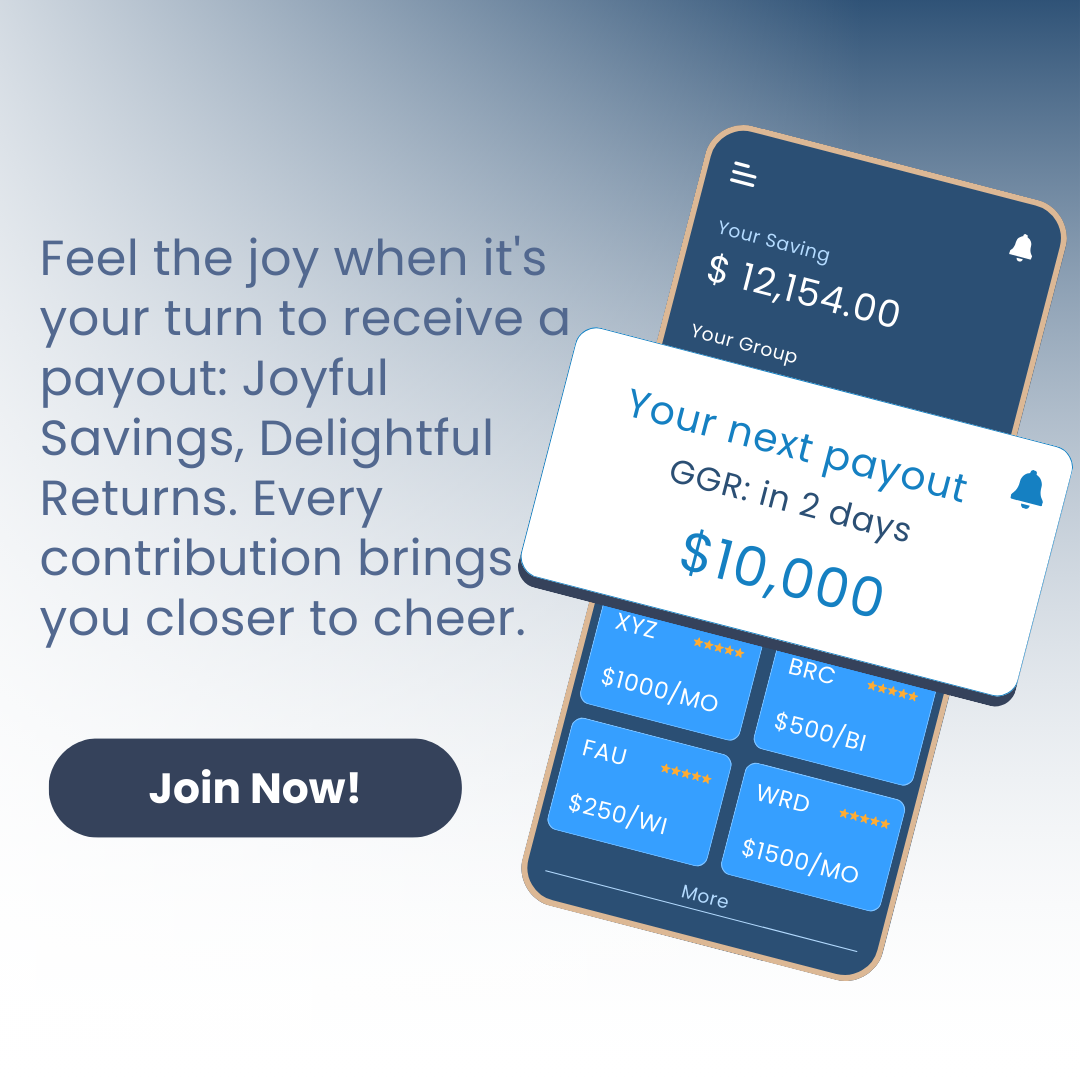 Feel the joy when it's
your turn to receive a
payout: Joyful
Savings, Delightful
Returns. Every
contribution brings
you closer to cheer.
Join Now!
Your Saving
$ 12,154.00
Your Group
Your next payout
GGR: in 2 days
$10,000
XYZ
$1000/MO
BRC
$500/BI
FAU
$250/WI
WRD
$1500/MO
More